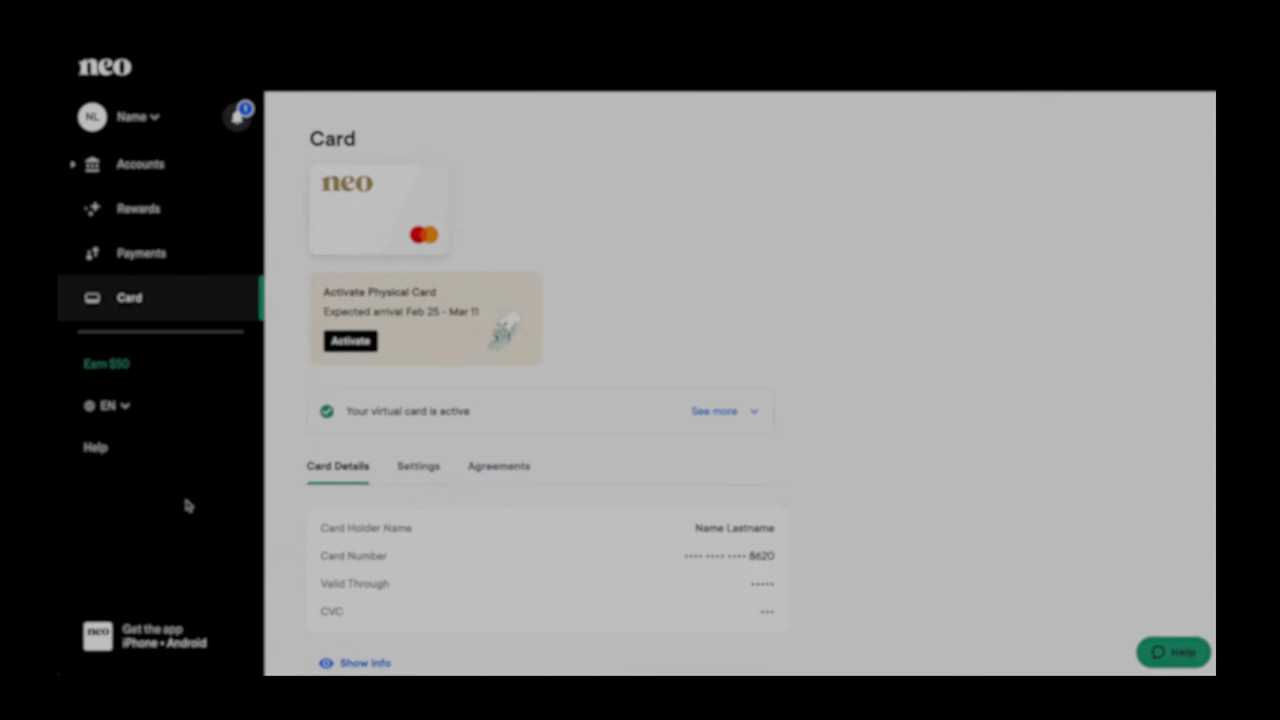 neo
NL Name 1
Accounts
Rewards
Payments
Card
Earn $50
EN
Help
neo Get the app
iPhone • Android
Card
neo
Activate Physical Card
Expected arrival Feb 25 - Mar 11
Activate
Your virtual card is active See more
Card Details Settings Agreements
Card Holder Name Name Lastname
Card Number •••• •••• •••• 8620
Valid Through •••••
CVC •••
Show info
Help